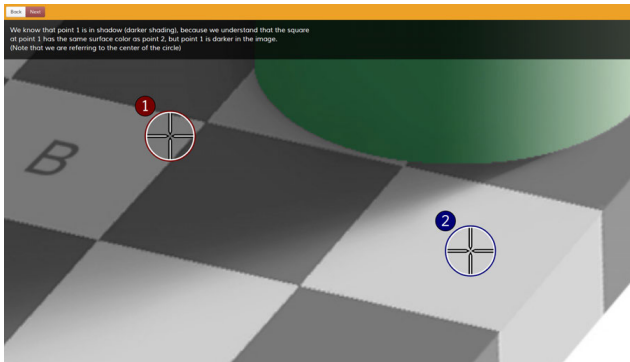 Back Next
We know that point 1 is in shadow (darker shading), because we understand that the square
at point 1 has the same surface color as point 2, but point 1 is darker in the image.
(Note that we are referring to the center of the circle)
1
B
2